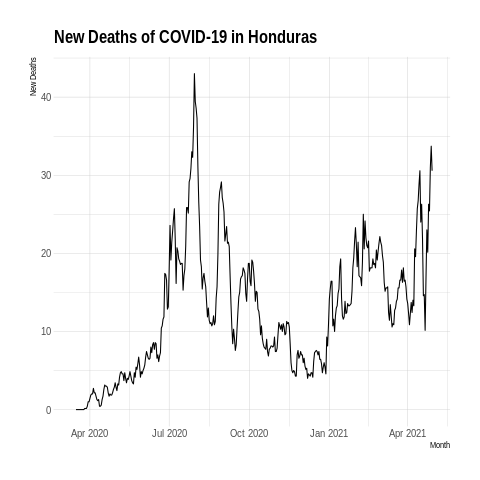 New Deaths of COVID-19 in Honduras
New Deaths
40
30
20
10
0
Apr 2020
Jul 2020
Oct 2020
Jan 2021
Apr 2021
Month